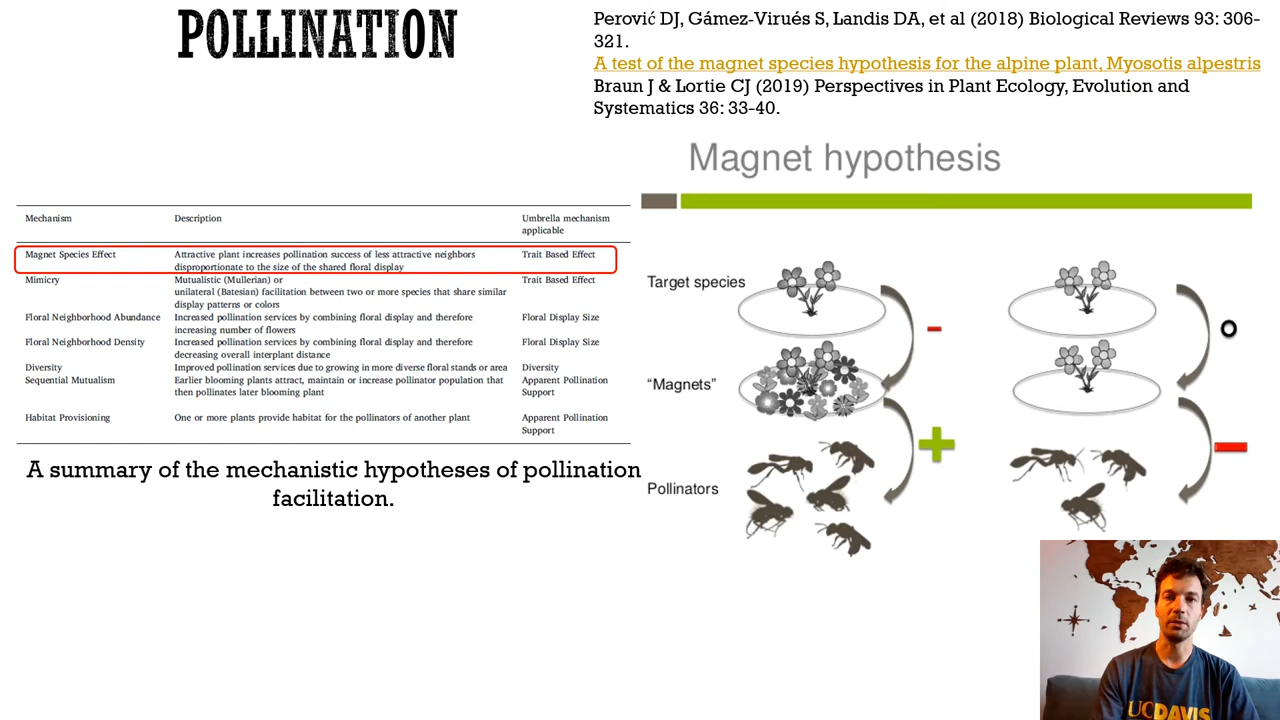 POLLINATION
Perović DJ, Gámez-Virués S, Landis DA, et al (2018) Biological Reviews 93: 306-
321.
A test of the magnet species hypothesis for the alpine plant, Myosotis alpestris
Braun J & Lortie CJ (2019) Perspectives in Plant Ecology, Evolution and
Systematics 36: 33-40.
Mechanism Description Umbrella mechanism
applicable
Magnet Species Effect Attractive plant increases pollination success of less attractive neighbors Trait Based Effect
disproportionate to the size of the shared floral display
Mimicry Mutualistic (Mullerian) or Trait Based Effect
unilateral (Batesian) facilitation between two or more species that share similar
display patterns or colors
Floral Neighborhood Abundance Increased pollination services by combining floral display and therefore Floral Display Size
increasing number of flowers
Floral Neighborhood Density Increased pollination services by combining floral display and therefore Floral Display Size
decreasing overall interplant distance
Diversity Improved pollination services due to growing in more diverse floral stands or area Diversity
Sequential Mutualism Earlier blooming plants attract, maintain or increase pollinator population that Apparent Pollination
then pollinates later blooming plant Support
Habitat Provisioning One or more plants provide habitat for the pollinators of another plant Apparent Pollination
Support
A summary of the mechanistic hypotheses of pollination
facilitation.
Magnet hypothesis
Target species
“Magnets”
Pollinators
UC DAVIS